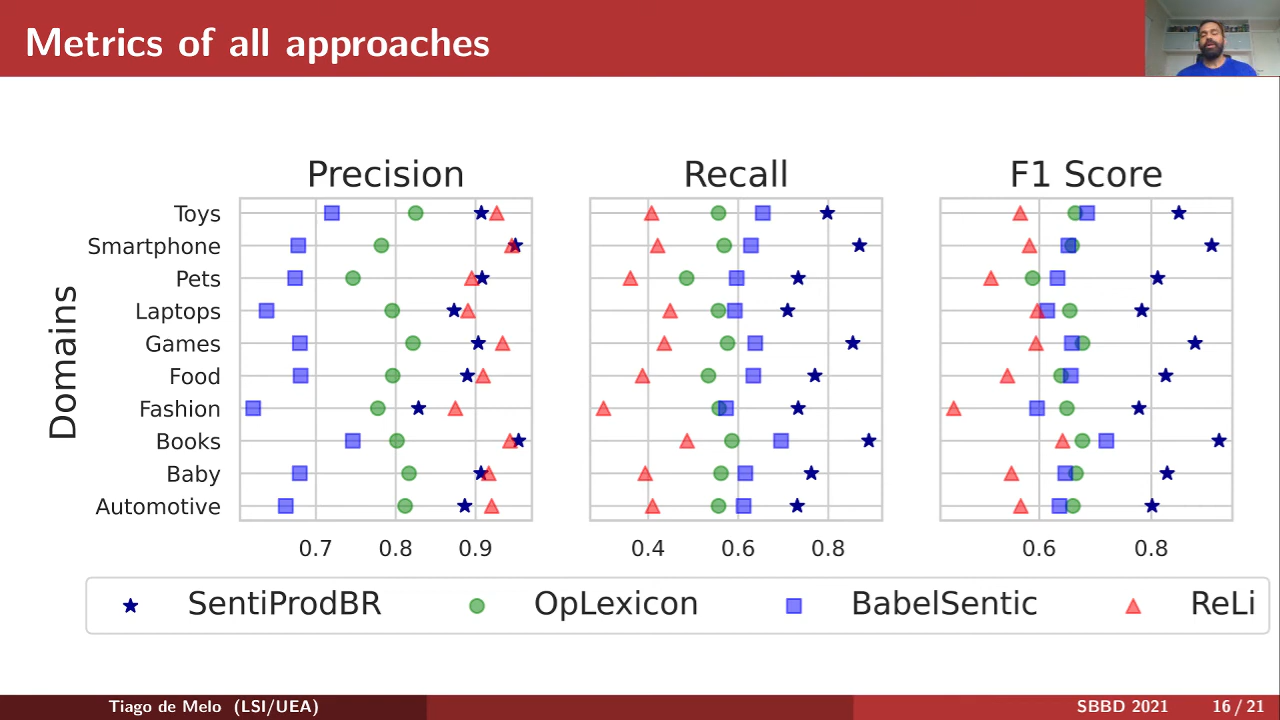 Metrics of all approaches
Precision
Recall
F1 Score
Domains
Toys
Smartphone
Pets
Laptops
Games
Food
Fashion
Books
Baby
Automotive
0.7 0.8 0.9
0.4 0.6 0.8
0.6 0.8
SentiProdBR OpLexicon BabelSentic ReLi
Tiago de Melo (LSI/UEA) SBBD 2021 16 / 21